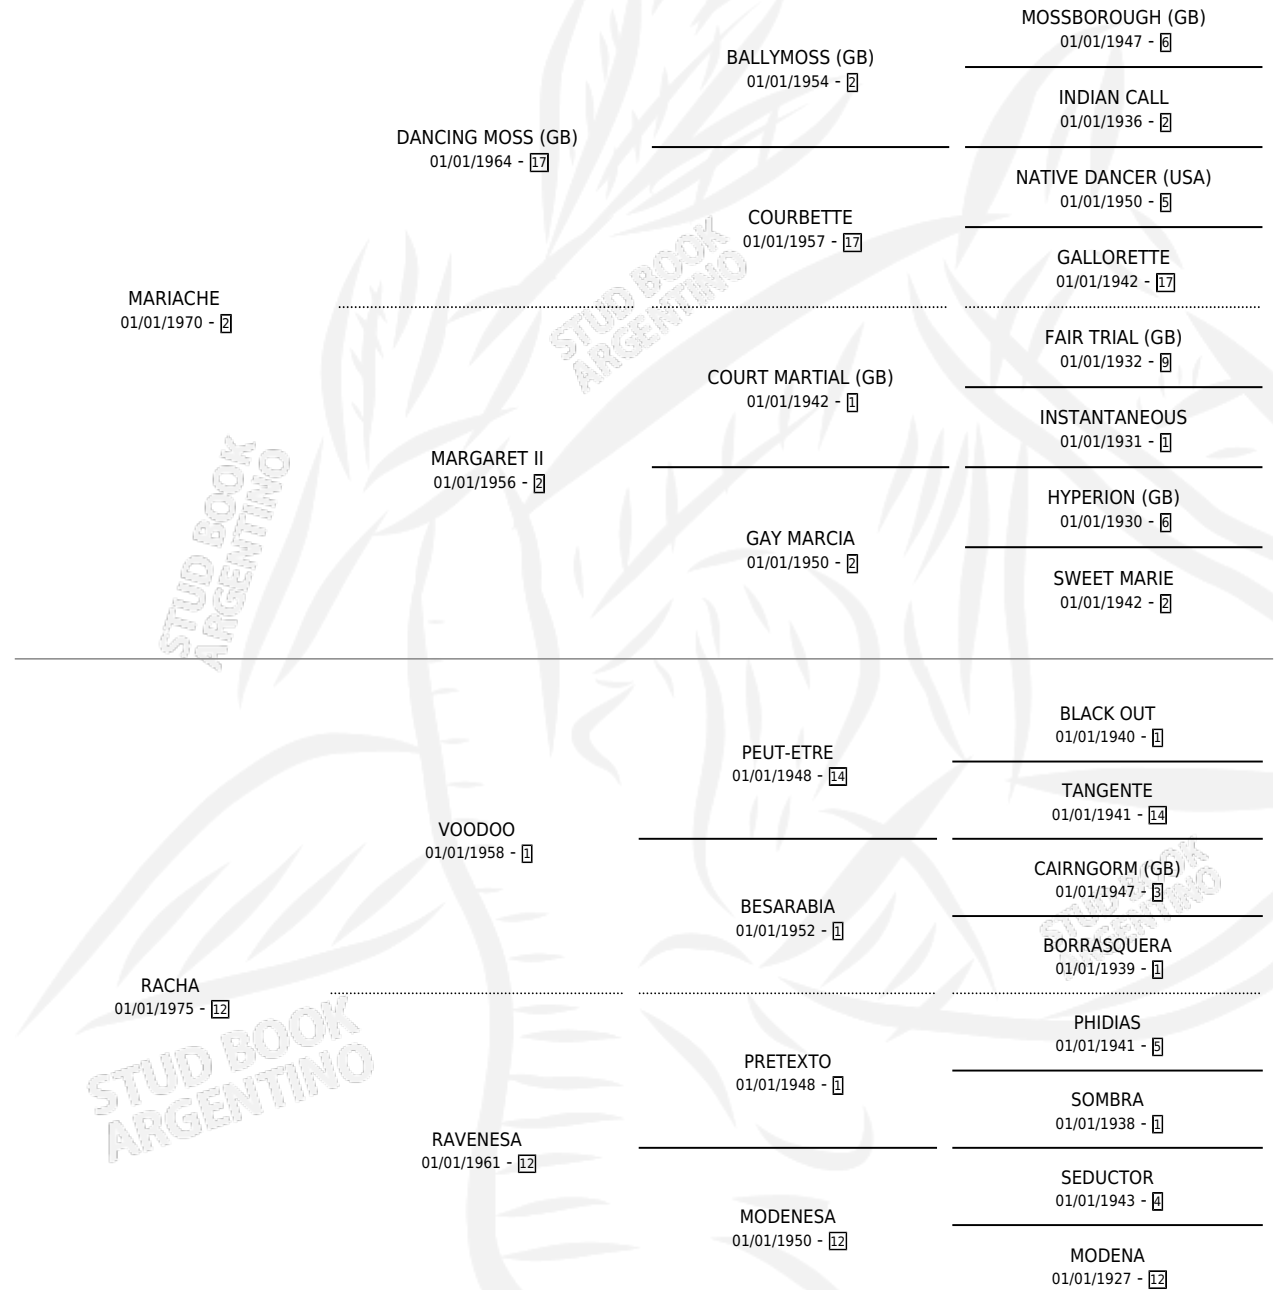 MOSSBOROUGH (GB)
01/01/1947 - 6
BALLYMOSS (GB)
01/01/1954 - 2
INDIAN CALL
01/01/1936 - 2
DANCING MOSS (GB)
01/01/1964 - 17
NATIVE DANCER (USA)
01/01/1950 - 5
COURBETTE
01/01/1957 - 17
GALLORETTE
01/01/1942 - 17
MARIACHE
01/01/1970 - 2
FAIR TRIAL (GB)
01/01/1932 - 9
COURT MARTIAL (GB)
01/01/1942 - 1
INSTANTANEOUS
01/01/1931 - 1
MARGARET II
01/01/1956 - 2
HYPERION (GB)
01/01/1930 - 6
GAY MARCIA
01/01/1950 - 2
SWEET MARIE
01/01/1942 - 2
BLACK OUT
01/01/1940 - 1
PEUT-ETRE
01/01/1948 - 14
TANGENTE
01/01/1941 - 14
VOODOO
01/01/1958 - 1
CAIRNGORM (GB)
01/01/1947 - 3
BESARABIA
01/01/1952 - 1
BORRASQUERA
01/01/1939 - 1
RACHA
01/01/1975 - 12
PHIDIAS
01/01/1941 - 5
PRETEXTO
01/01/1948 - 1
SOMBRA
01/01/1938 - 1
RAVENESA
01/01/1961 - 12
SEDUCTOR
01/01/1943 - 4
MODENESA
01/01/1950 - 12
MODENA
01/01/1927 - 12
STUD BOOK
ARGENTINO
STUD BOOK
ARGENTINO
STUD BOOK
ARGENTINO
STUD BOOK
ARGENTINO